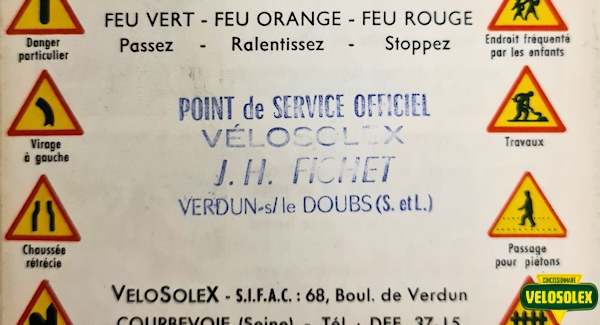 FEU VERT - FEU ORANGE - FEU ROUGE
Passez - Ralentissez - Stoppez
Danger
particulier
Endroit fréquenté
par les enfants
POINT de SERVICE OFFICIEL
VÉLOSOLEX
J. H. FICHET
VERDUN-s/ le DOUBS (S. et L.)
Virage
à gauche
Travaux
Chaussée
rétrécie
Passage
pour piétons
VELOSOLEX - S.I.F.A.C. : 68, Boul. de Verdun
COURBEVOIE (Seine) - Tél. : DEF. 37-15
CONCESSIONNAIRE
VELOSOLEX